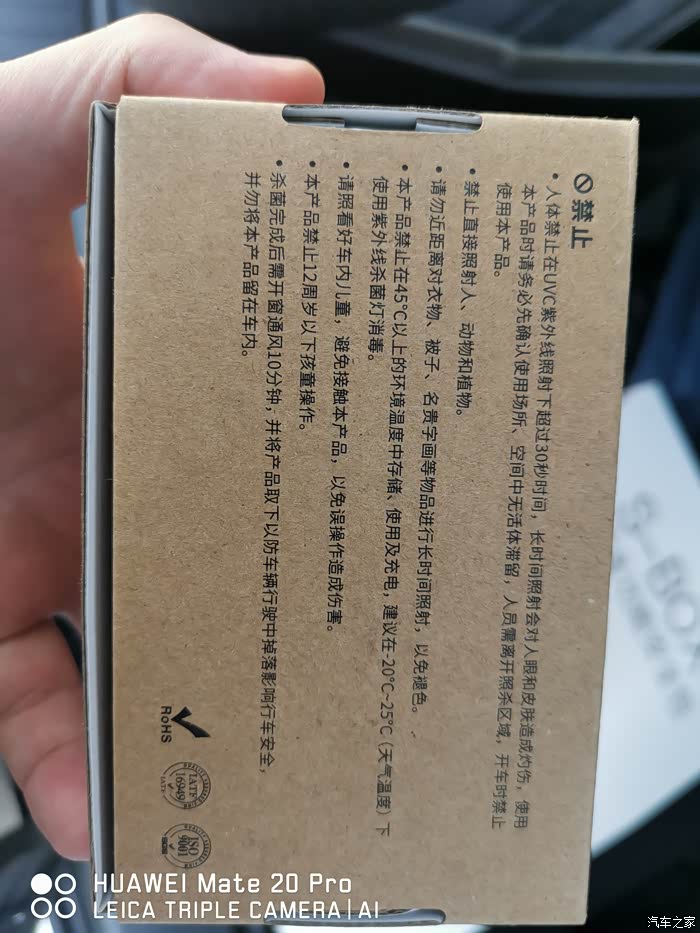 禁止
• 人体禁止在UVC紫外线照射下超过30秒时间，长时间照射会对人眼和皮肤造成灼伤，使用
本产品时请务必先确认使用场所、空间中无活体滞留，人员需离开照杀区域，开车时禁止
使用本产品。
• 禁止直接照射人、动物和植物。
• 请勿近距离对衣物、被子、名贵字画等物品进行长时间照射，以免褪色。
• 本产品禁止在45°C以上的环境温度中存储、使用及充电，建议在-20°C~25°C（天气温度）下
使用紫外线杀菌灯消毒。
• 请照看好车内儿童，避免接触本产品，以免误操作造成伤害。
• 本产品禁止12周岁以下孩童操作。
• 杀菌完成后需开窗通风10分钟，并将产品取下以防车辆行驶中掉落影响行车安全，
并勿将本产品留在车内。
RoHS
IATF
16949
IATF
ISO
9001
S-BOX
HUAWEI Mate 20 Pro
LEICA TRIPLE CAMERA | AI
汽车之家